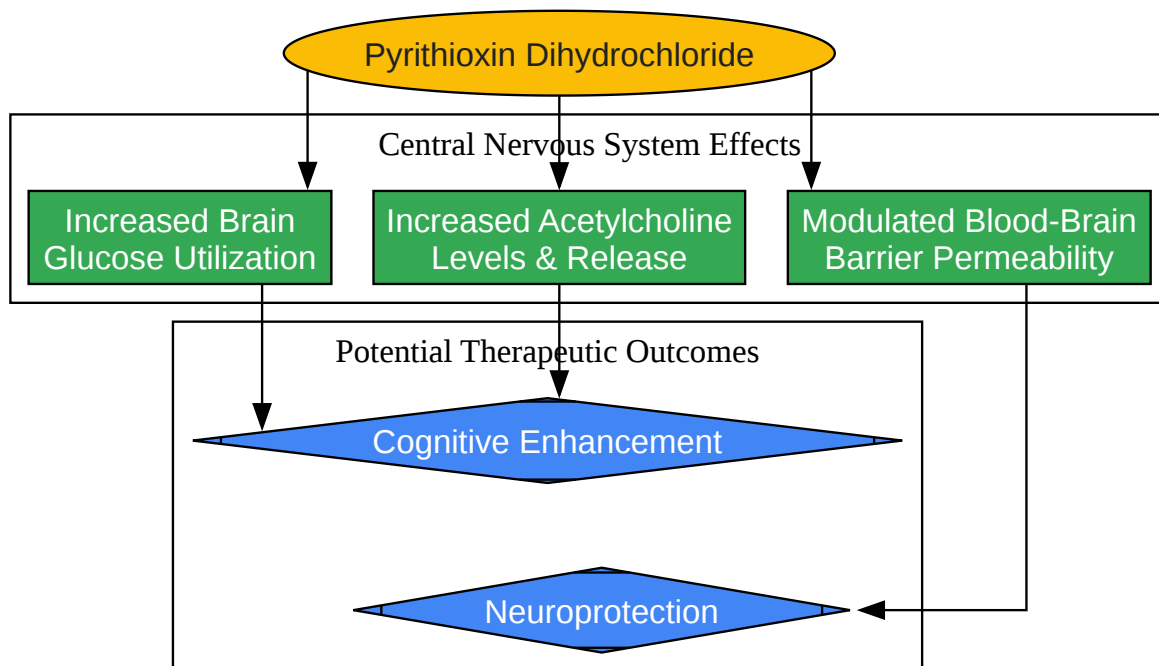 Pyrithioxin Dihydrochloride
Central Nervous System Effects
Increased Brain
Glucose Utilization
Increased Acetylcholine
Levels & Release
Modulated Blood-Brain
Barrier Permeability
Potential Therapeutic Outcomes
Cognitive Enhancement
Neuroprotection